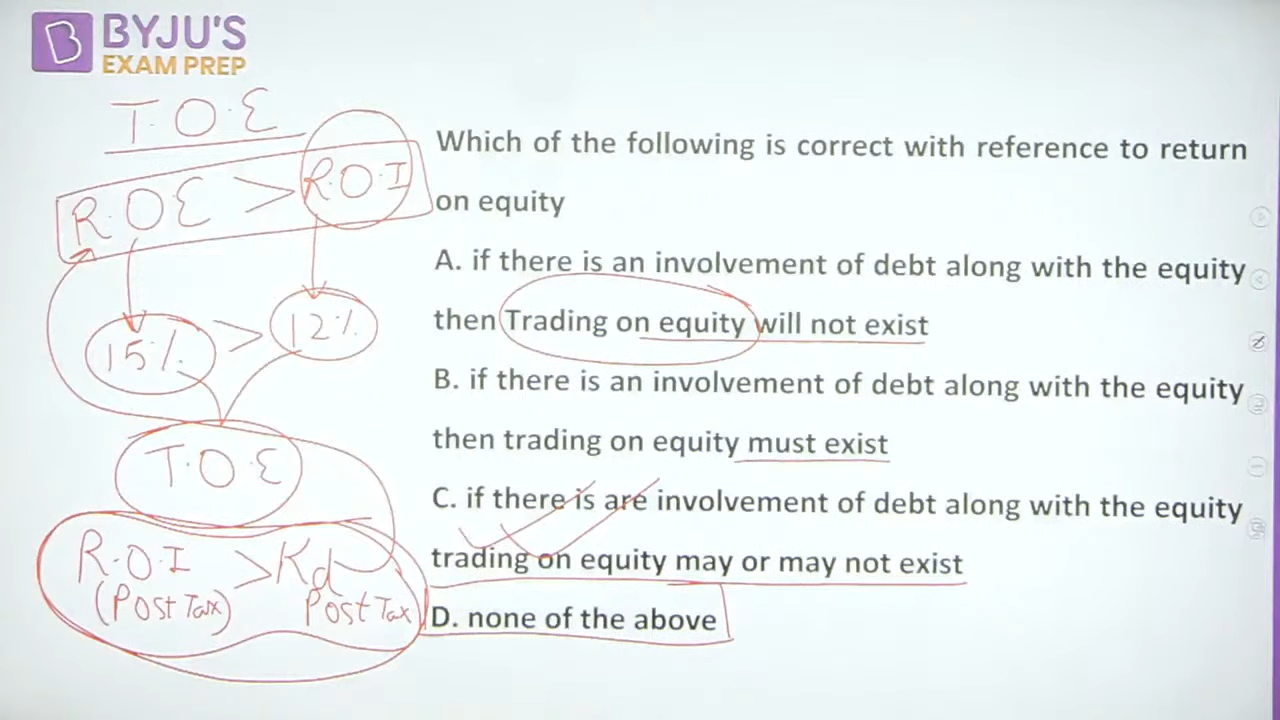 BYJU'S
EXAM PREP
T.O.E
R.O.E > R.O.I
15% > 12%
T.O.E
R.O.I > Kd
(Post Tax) Post Tax
Which of the following is correct with reference to return
on equity
A. if there is an involvement of debt along with the equity
then Trading on equity will not exist
B. if there is an involvement of debt along with the equity
then trading on equity must exist
C. if there is are involvement of debt along with the equity
trading on equity may or may not exist
D. none of the above